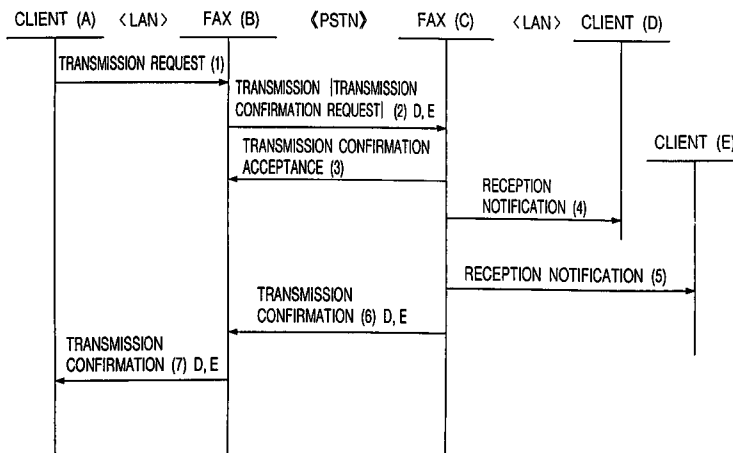 CLIENT (A) 〈LAN〉 FAX (B) 《PSTN》 FAX (C) 〈LAN〉 CLIENT (D)
TRANSMISSION REQUEST (1)
TRANSMISSION |TRANSMISSION
CONFIRMATION REQUEST| (2) D, E
TRANSMISSION CONFIRMATION
ACCEPTANCE (3)
CLIENT (E)
RECEPTION
NOTIFICATION (4)
RECEPTION NOTIFICATION (5)
TRANSMISSION
CONFIRMATION (6) D, E
TRANSMISSION
CONFIRMATION (7) D, E